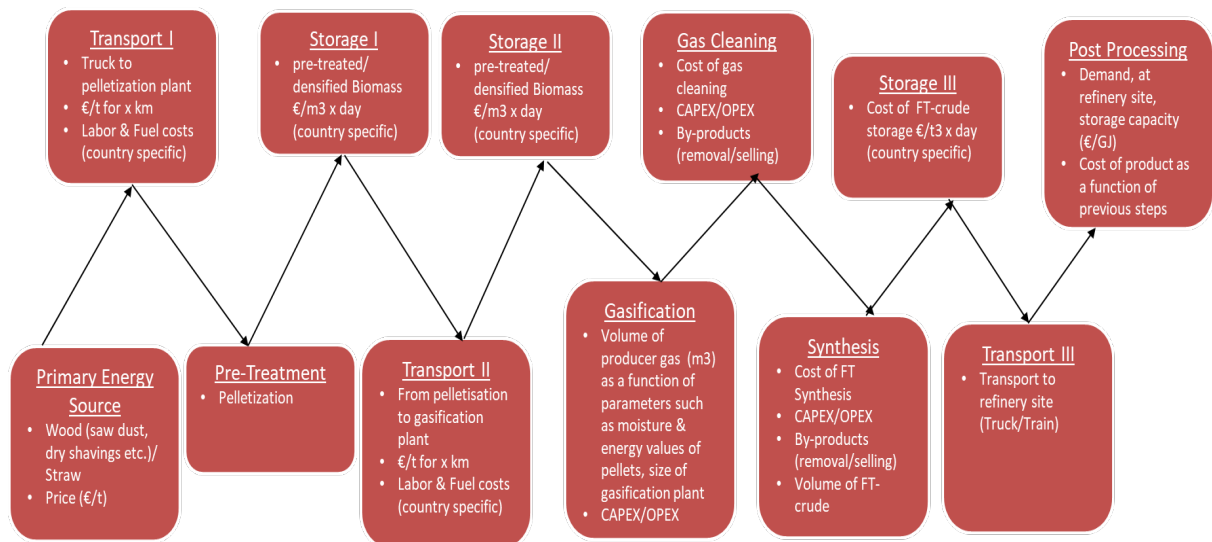 Transport I
• Truck to
pelletization plant
• €/t for x km
• Labor & Fuel costs
(country specific)
Storage I
• pre-treated/
densified Biomass
€/m3 x day
(country specific)
Storage II
• pre-treated/
densified Biomass
€/m3 x day
(country specific)
Gas Cleaning
• Cost of gas
cleaning
• CAPEX/OPEX
• By-products
(removal/selling)
Storage III
• Cost of FT-crude
storage €/t3 x day
(country specific)
Post Processing
• Demand, at
refinery site,
storage capacity
(€/GJ)
• Cost of product as
a function of
previous steps
Primary Energy
Source
• Wood (saw dust,
dry shavings etc.)/
Straw
• Price (€/t)
Pre-Treatment
• Pelletization
Transport II
• From pelletisation
to gasification
plant
• €/t for x km
• Labor & Fuel costs
(country specific)
Gasification
• Volume of
producer gas (m3)
as a function of
parameters such
as moisture &
energy values of
pellets, size of
gasification plant
• CAPEX/OPEX
Synthesis
• Cost of FT
Synthesis
• CAPEX/OPEX
• By-products
(removal/selling)
• Volume of FT-
crude
Transport III
• Transport to
refinery site
(Truck/Train)